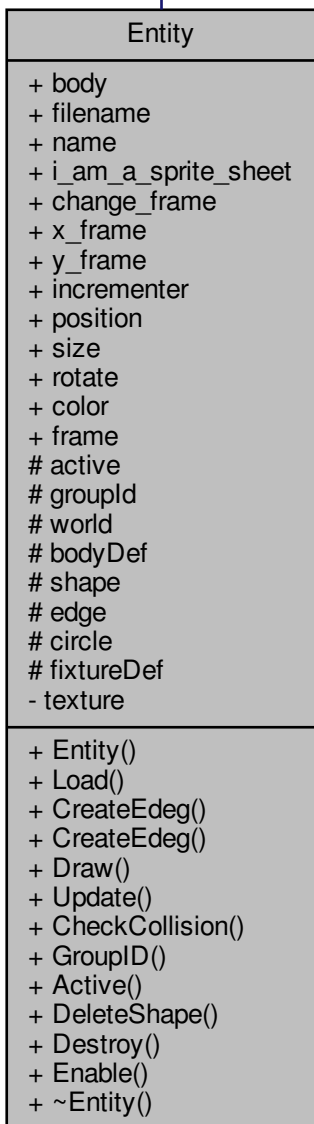 Entity
+ body
+ filename
+ name
+ i_am_a_sprite_sheet
+ change_frame
+ x_frame
+ y_frame
+ incrementer
+ position
+ size
+ rotate
+ color
+ frame
# active
# groupId
# world
# bodyDef
# shape
# edge
# circle
# fixtureDef
- texture
+ Entity()
+ Load()
+ CreateEdeg()
+ CreateEdeg()
+ Draw()
+ Update()
+ CheckCollision()
+ GroupID()
+ Active()
+ DeleteShape()
+ Destroy()
+ Enable()
+ ~Entity()